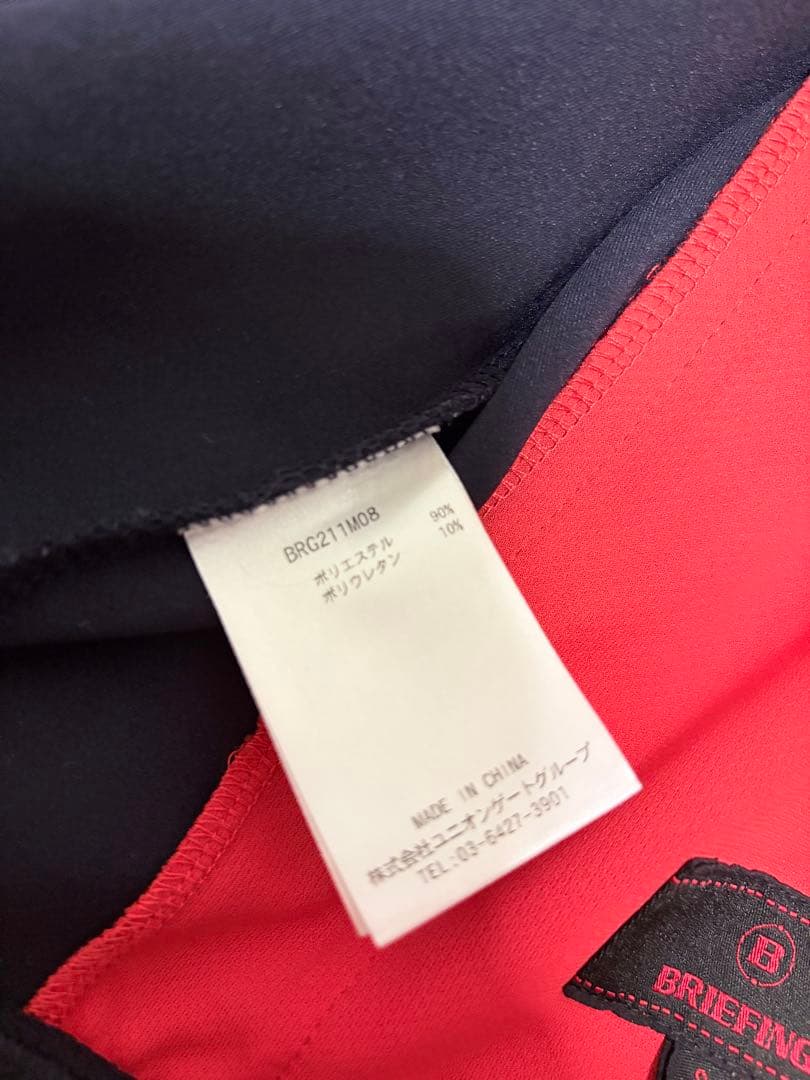 BRG211M08
ポリエステル 90%
ポリウレタン 10%
MADE IN CHINA
株式会社ユニオンゲートグループ
TEL:03-6427-3901
B
BRIEFING